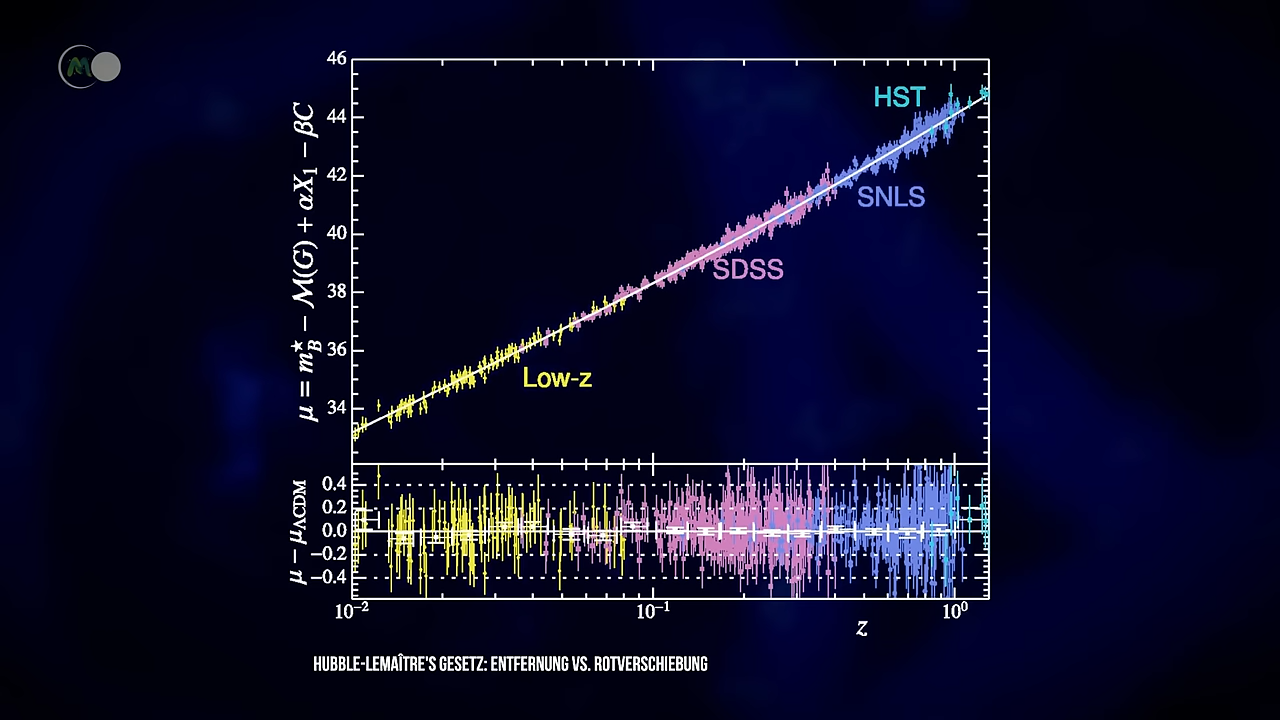 M
46
44
42
40
38
36
34
μ = m★B − M(G) + αX1 − βC
HST
SNLS
SDSS
Low-z
0.4
0.2
0.0
−0.2
−0.4
μ − μΛCDM
10−2
10−1
100
z
HUBBLE-LEMAÎTRE'S GESETZ: ENTFERNUNG VS. ROTVERSCHIEBUNG